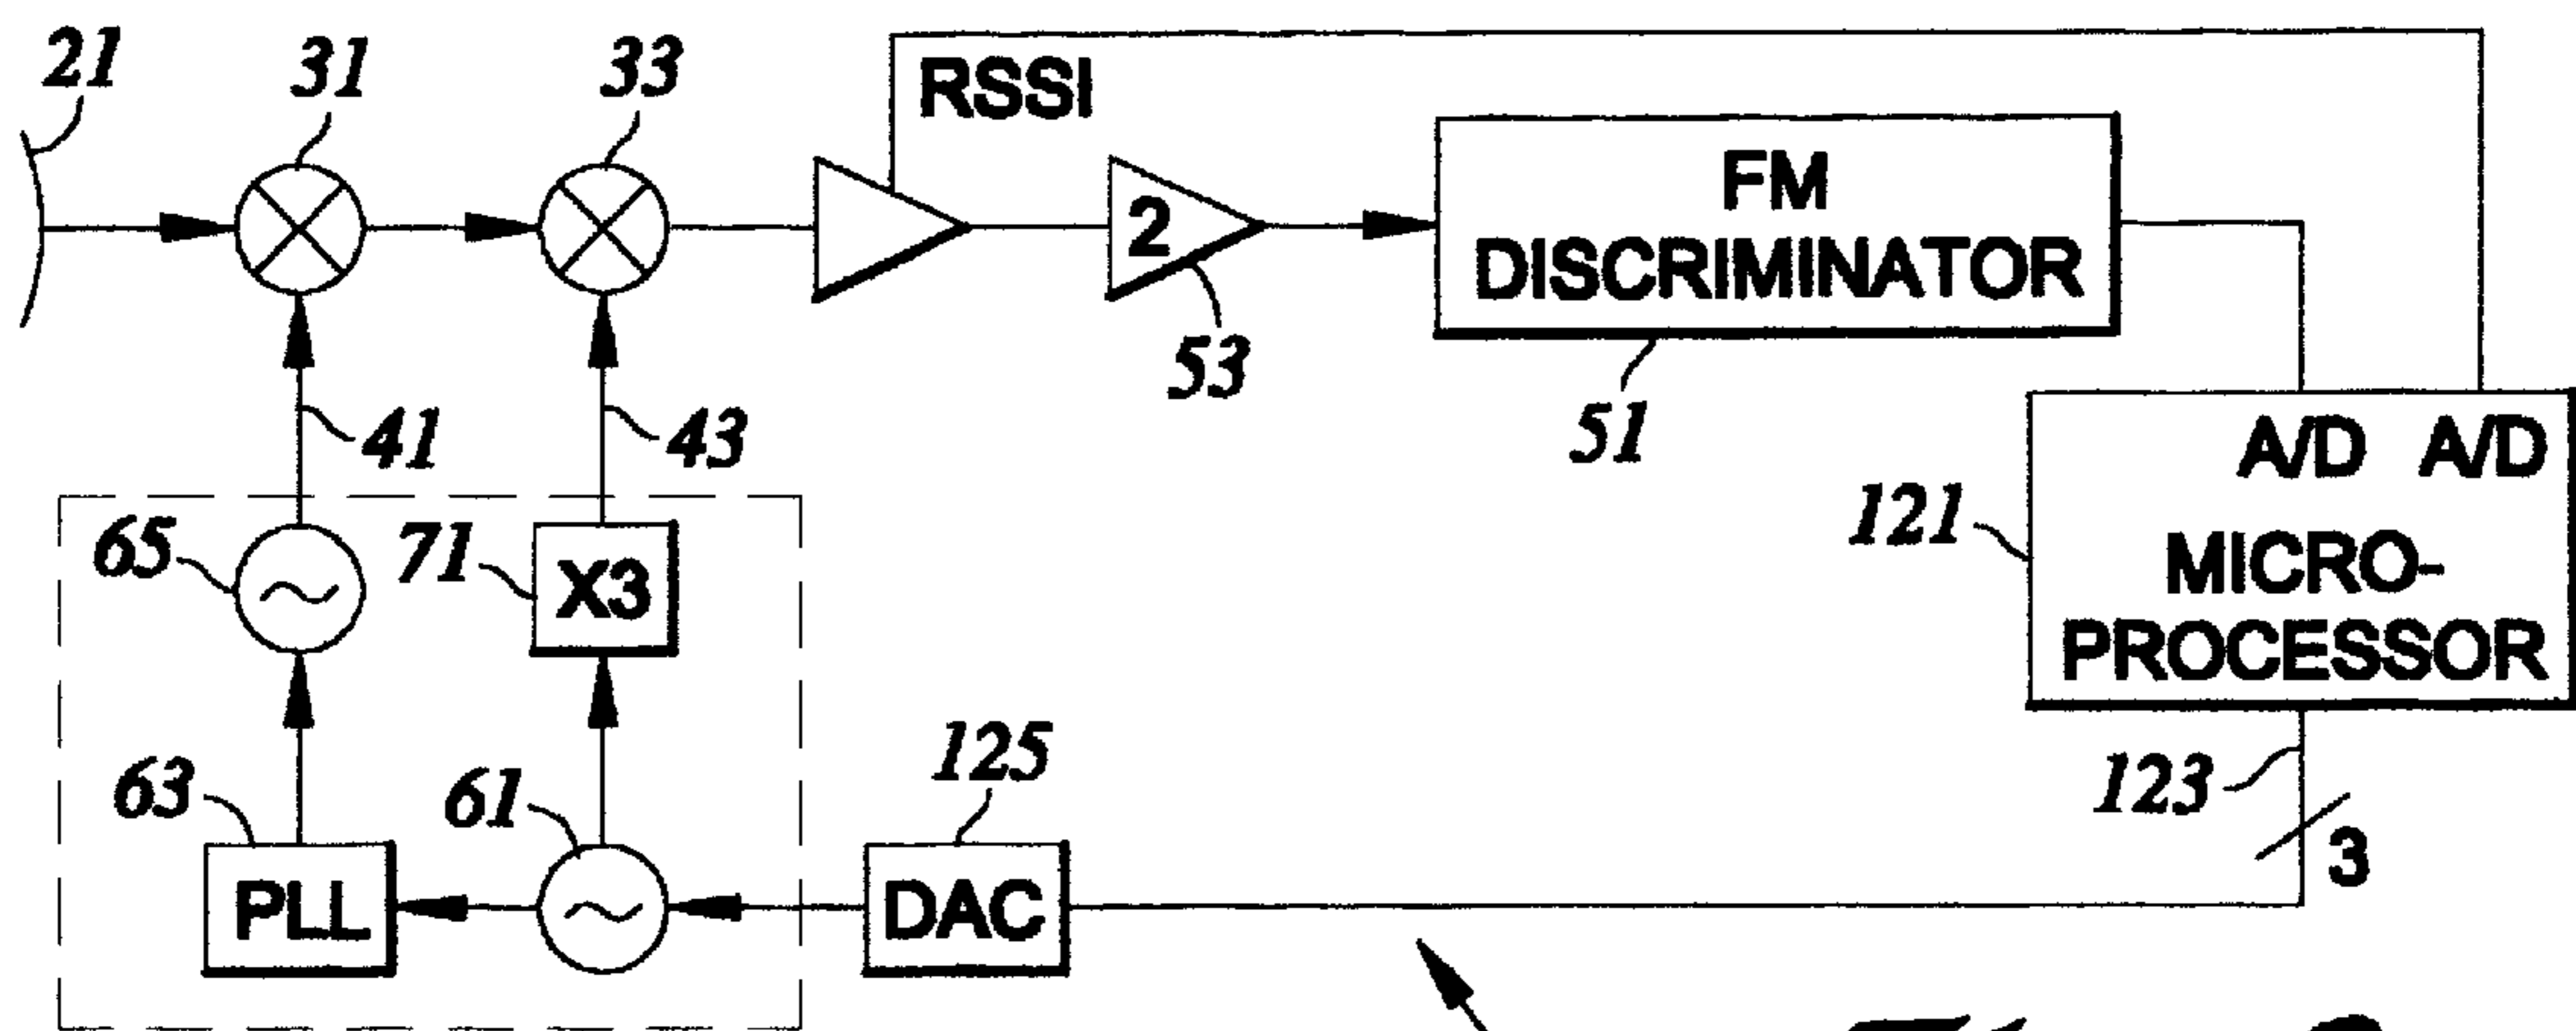 21
31
33
RSSI
2
FM
DISCRIMINATOR
53
51
41
43
A/D A/D
121
MICRO-
PROCESSOR
65
71
X3
123
3
63
61
125
PLL
DAC